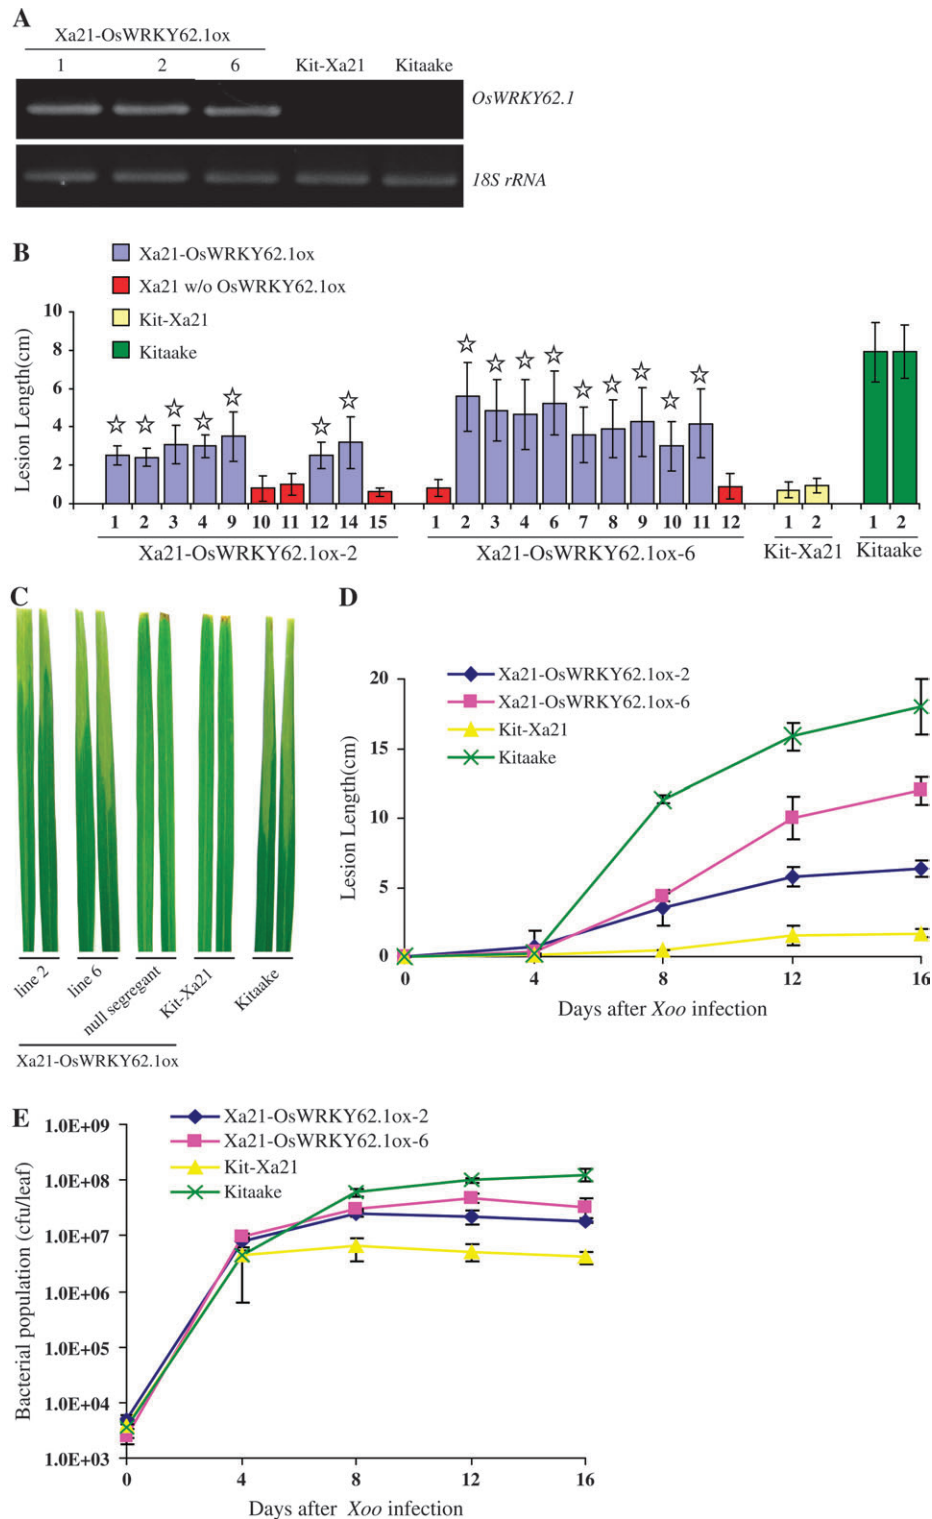 A
Xa21-OsWRKY62.1ox
1 2 6 Kit-Xa21 Kitaake
OsWRKY62.1
18S rRNA
B
Xa21-OsWRKY62.1ox
Xa21 w/o OsWRKY62.1ox
Kit-Xa21
Kitaake
Lesion Length(cm)
10
8
6
4
2
0
1 2 3 4 9 10 11 12 14 15 1 2 3 4 6 7 8 9 10 11 12 1 2 1 2
Xa21-OsWRKY62.1ox-2 Xa21-OsWRKY62.1ox-6 Kit-Xa21 Kitaake
C
line 2
line 6
null segregant
Kit-Xa21
Kitaake
Xa21-OsWRKY62.1ox
D
Xa21-OsWRKY62.1ox-2
Xa21-OsWRKY62.1ox-6
Kit-Xa21
Kitaake
Lesion Length(cm)
20
15
10
5
0
0 4 8 12 16
Days after Xoo infection
E
Xa21-OsWRKY62.1ox-2
Xa21-OsWRKY62.1ox-6
Kit-Xa21
Kitaake
Bacterial population (cfu/leaf)
1.0E+09
1.0E+08
1.0E+07
1.0E+06
1.0E+05
1.0E+04
1.0E+03
0 4 8 12 16
Days after Xoo infection